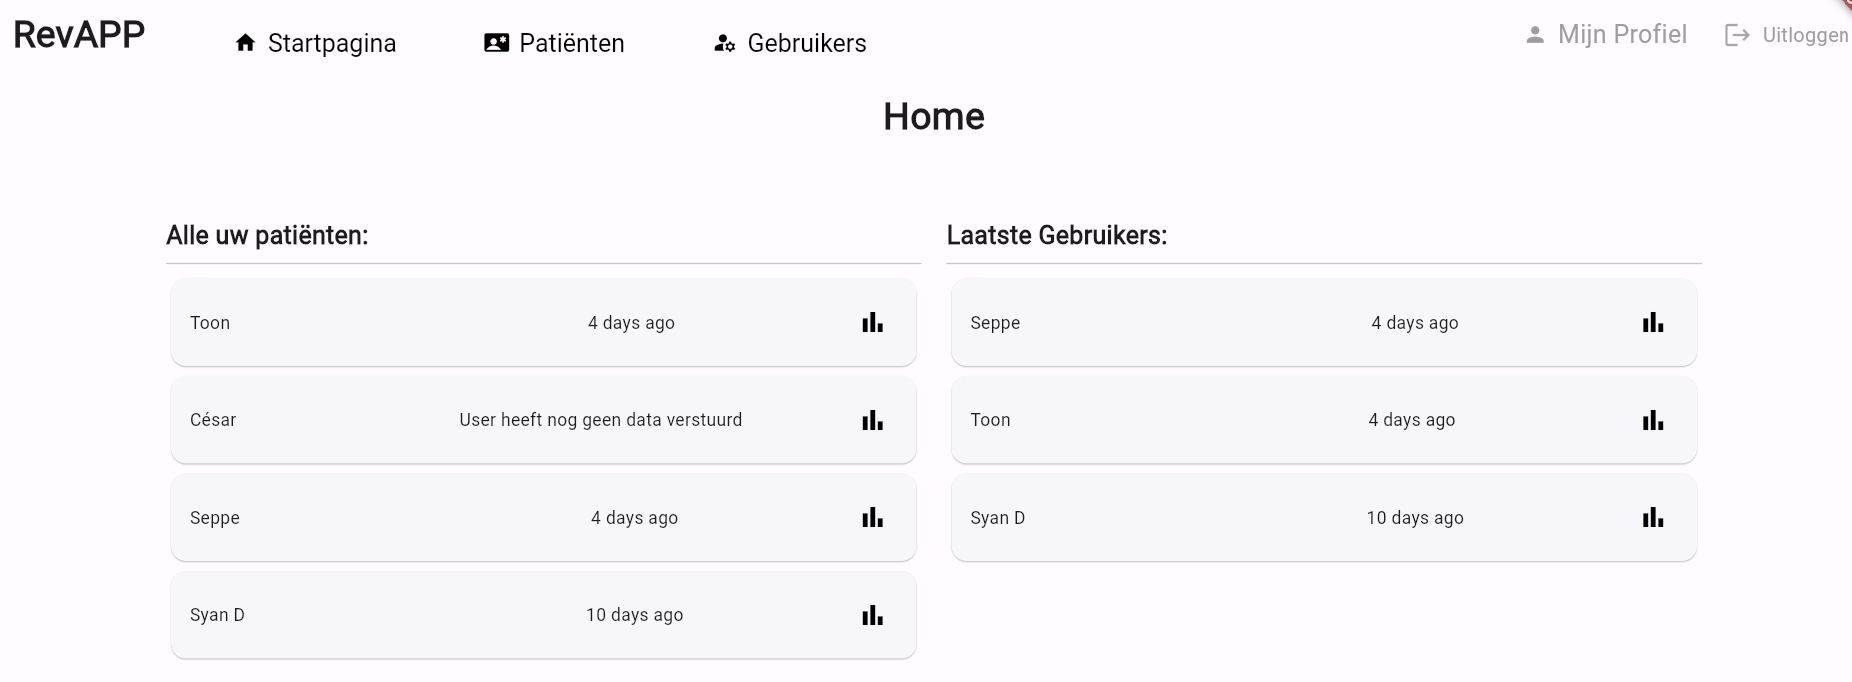 RevAPP
Startpagina
Patiënten
Gebruikers
Mijn Profiel
Uitloggen
Home
Alle uw patiënten:
Toon 4 days ago
César User heeft nog geen data verstuurd
Seppe 4 days ago
Syan D 10 days ago
Laatste Gebruikers:
Seppe 4 days ago
Toon 4 days ago
Syan D 10 days ago